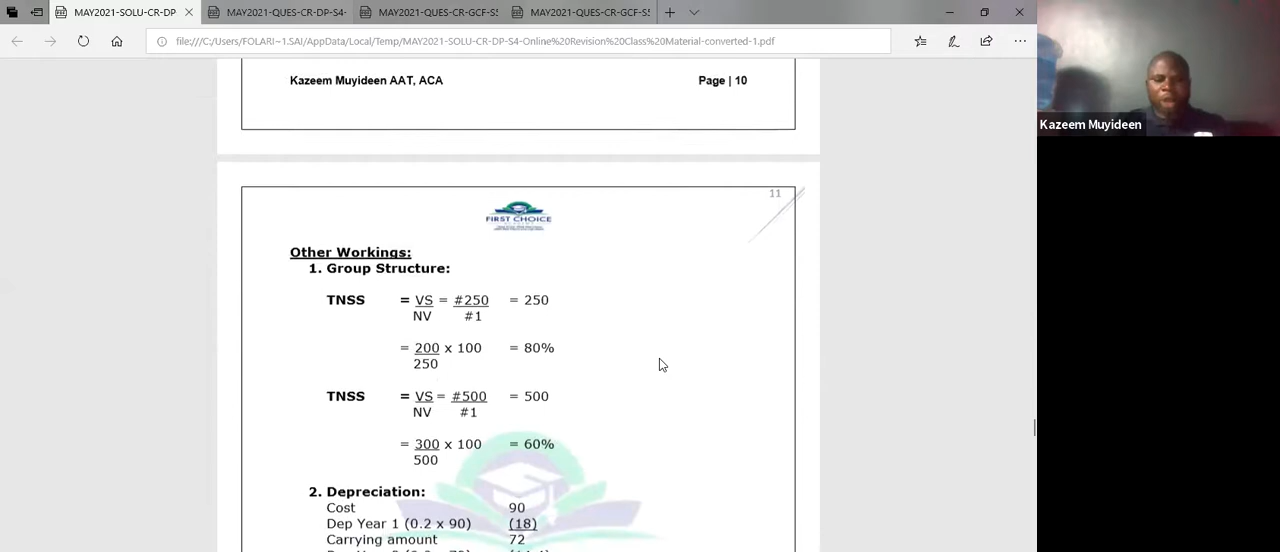 MAY2021-SOLU-CR-DP
MAY2021-QUES-CR-DP-S4-
MAY2021-QUES-CR-GCF-S5
MAY2021-QUES-CR-GCF-S5
file:///C:/Users/FOLARI~1.SAI/AppData/Local/Temp/MAY2021-SOLU-CR-DP-S4-Online%20Revision%20Class%20Material-converted-1.pdf
Kazeem Muyideen
Kazeem Muyideen AAT, ACA Page | 10
11
FIRST CHOICE
Other Workings:
1. Group Structure:
TNSS = VS = #250 = 250
NV #1
= 200 x 100 = 80%
250
TNSS = VS = #500 = 500
NV #1
= 300 x 100 = 60%
500
2. Depreciation:
Cost 90
Dep Year 1 (0.2 x 90) (18)
Carrying amount 72